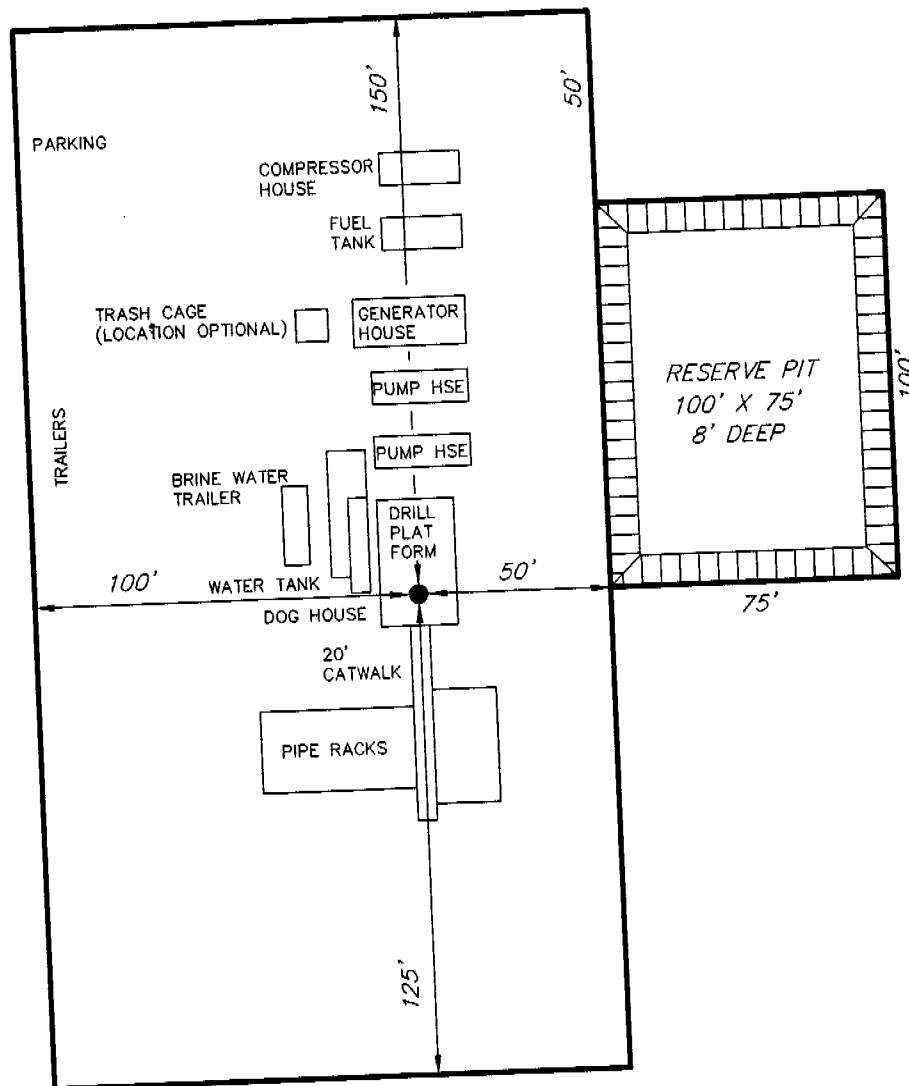 150'
50'
PARKING
COMPRESSOR
HOUSE
FUEL
TANK
TRASH CAGE
(LOCATION OPTIONAL)
GENERATOR
HOUSE
PUMP HSE
RESERVE PIT
100' X 75'
8' DEEP
100'
TRAILERS
PUMP HSE
BRINE WATER
TRAILER
DRILL
PLAT
FORM
WATER TANK
100'
50'
75'
DOG HOUSE
20'
CATWALK
PIPE RACKS
125'